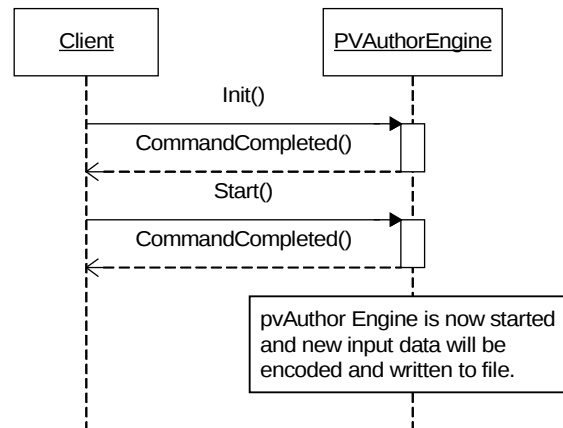 Client
PVAuthorEngine
Init()
CommandCompleted()
Start()
CommandCompleted()
pvAuthor Engine is now started
and new input data will be
encoded and written to file.